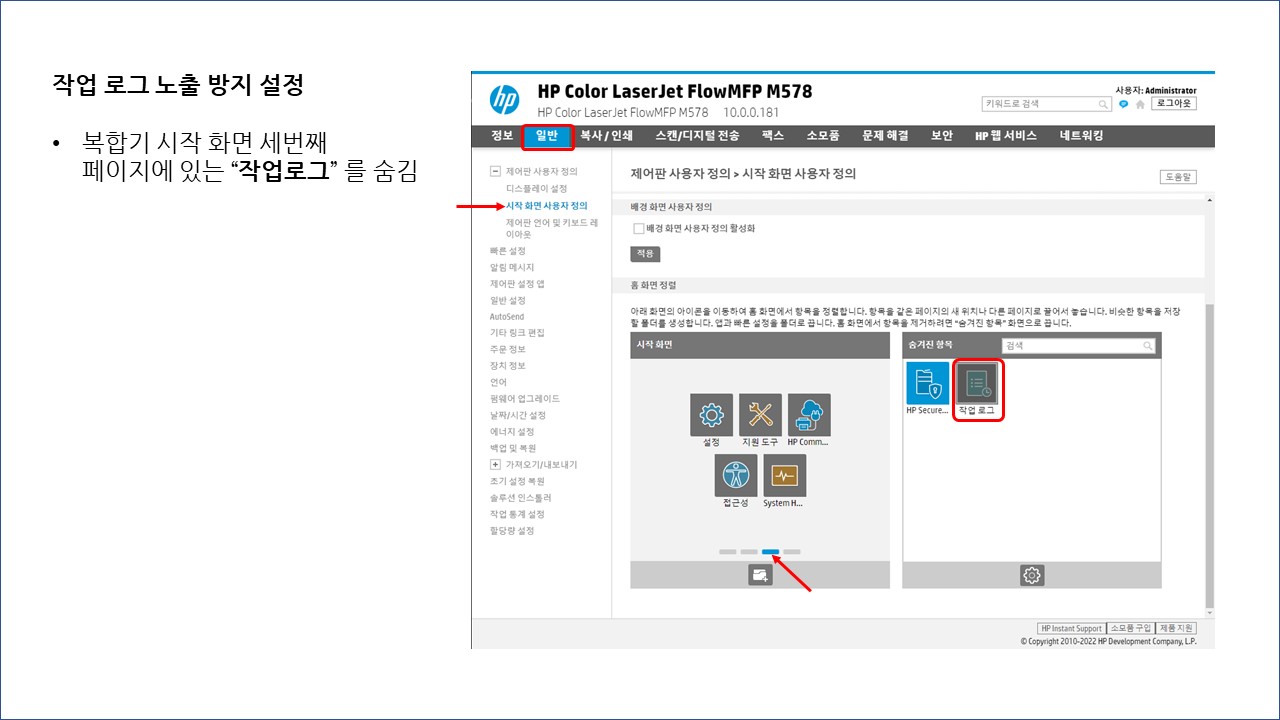 작업 로그 노출 방지 설정
• 복합기 시작 화면 세번째
페이지에 있는 “작업로그” 를 숨김
hp
HP Color LaserJet FlowMFP M578
HP Color LaserJet FlowMFP M578 10.0.0.181
사용자: Administrator
키워드로 검색
로그아웃
정보 일반 복사 / 인쇄 스캔/디지털 전송 팩스 소모품 문제 해결 보안 HP 웹 서비스 네트워킹
제어판 사용자 정의
디스플레이 설정
시작 화면 사용자 정의
제어판 언어 및 키보드 레
이아웃
빠른 설정
알림 메시지
제어판 설정 앱
일반 설정
AutoSend
기타 링크 편집
주문 정보
장치 정보
언어
펌웨어 업그레이드
날짜/시간 설정
에너지 설정
백업 및 복원
가져오기/내보내기
초기 설정 복원
솔루션 인스톨러
작업 통계 설정
할당량 설정
제어판 사용자 정의 > 시작 화면 사용자 정의
도움말
배경 화면 사용자 정의
배경 화면 사용자 정의 활성화
적용
홈 화면 정렬
아래 화면의 아이콘을 이동하여 홈 화면에서 항목을 정렬합니다. 항목을 같은 페이지의 새 위치나 다른 페이지로 끌어서 놓습니다. 비슷한 항목을 저장
할 폴더를 생성합니다. 앱과 빠른 설정을 폴더로 끕니다. 홈 화면에서 항목을 제거하려면 "숨겨진 항목" 화면으로 끕니다.
시작 화면
설정 지원 도구 HP Comm...
접근성 System H...
숨겨진 항목
검색
HP Secure... 작업 로그
HP Instant Support 소모품 구입 제품 지원
© Copyright 2010-2022 HP Development Company, L.P.